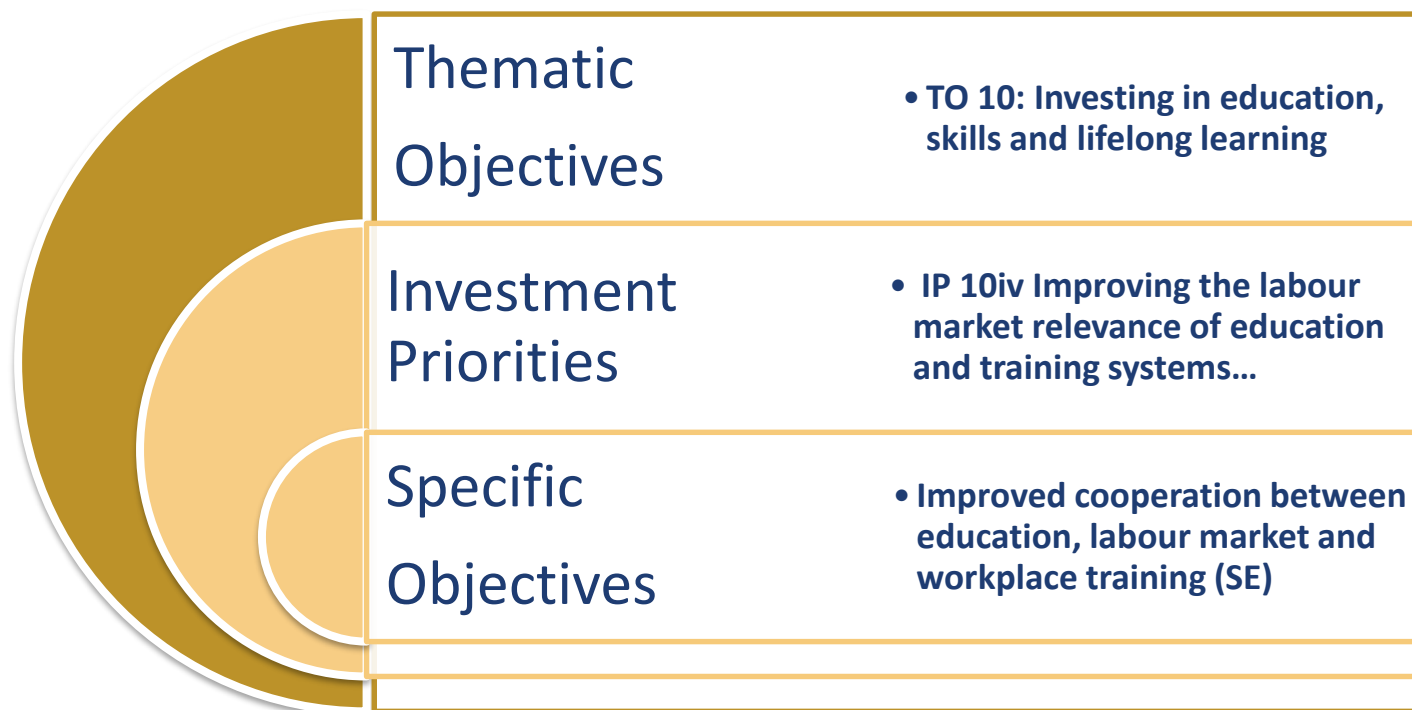 Thematic
Objectives
• TO 10: Investing in education,
skills and lifelong learning
Investment
Priorities
• IP 10iv Improving the labour
market relevance of education
and training systems…
Specific
Objectives
• Improved cooperation between
education, labour market and
workplace training (SE)